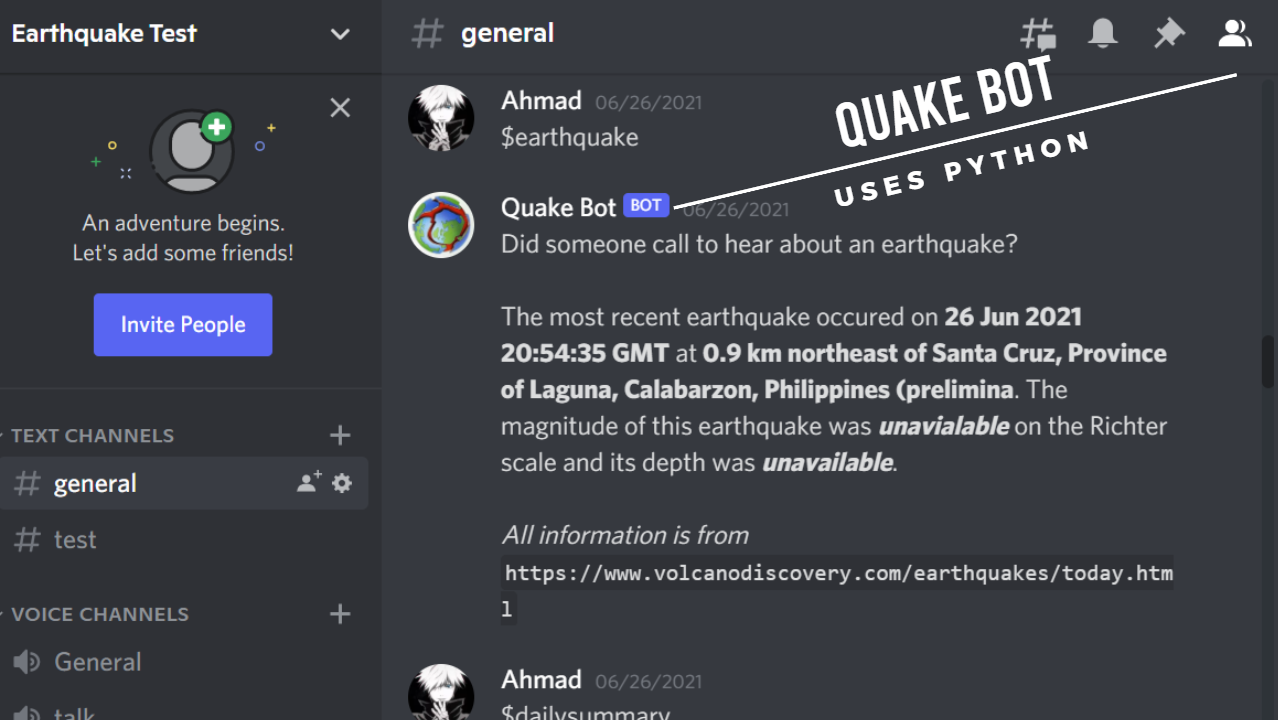 Earthquake Test
An adventure begins.
Let's add some friends!
Invite People
TEXT CHANNELS
general
test
VOICE CHANNELS
General
talk
general
QUAKE BOT
USES PYTHON
Ahmad 06/26/2021
$earthquake
Quake Bot BOT 06/26/2021
Did someone call to hear about an earthquake?
The most recent earthquake occured on 26 Jun 2021
20:54:35 GMT at 0.9 km northeast of Santa Cruz, Province
of Laguna, Calabarzon, Philippines (prelimina. The
magnitude of this earthquake was unavialable on the Richter
scale and its depth was unavailable.
All information is from
https://www.volcanodiscovery.com/earthquakes/today.htm
l
Ahmad 06/26/2021
$dailysummary